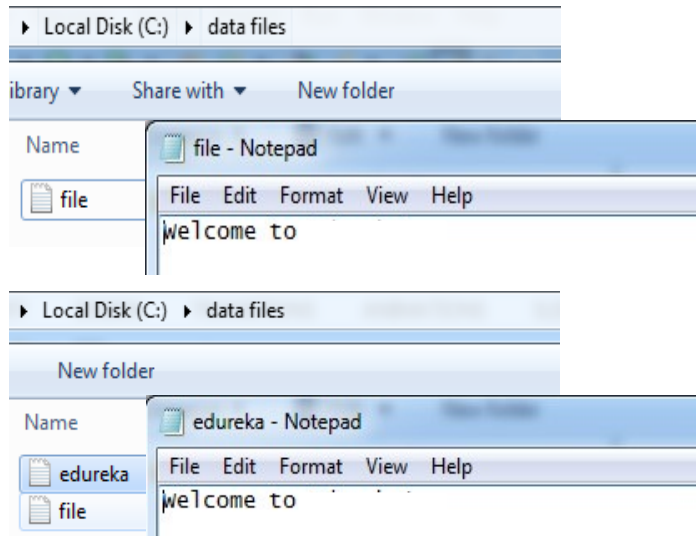 Local Disk (C:) data files
ibrary Share with New folder
Name
file
file - Notepad
File Edit Format View Help
Welcome to
Local Disk (C:) data files
New folder
Name
edureka
file
edureka - Notepad
File Edit Format View Help
Welcome to